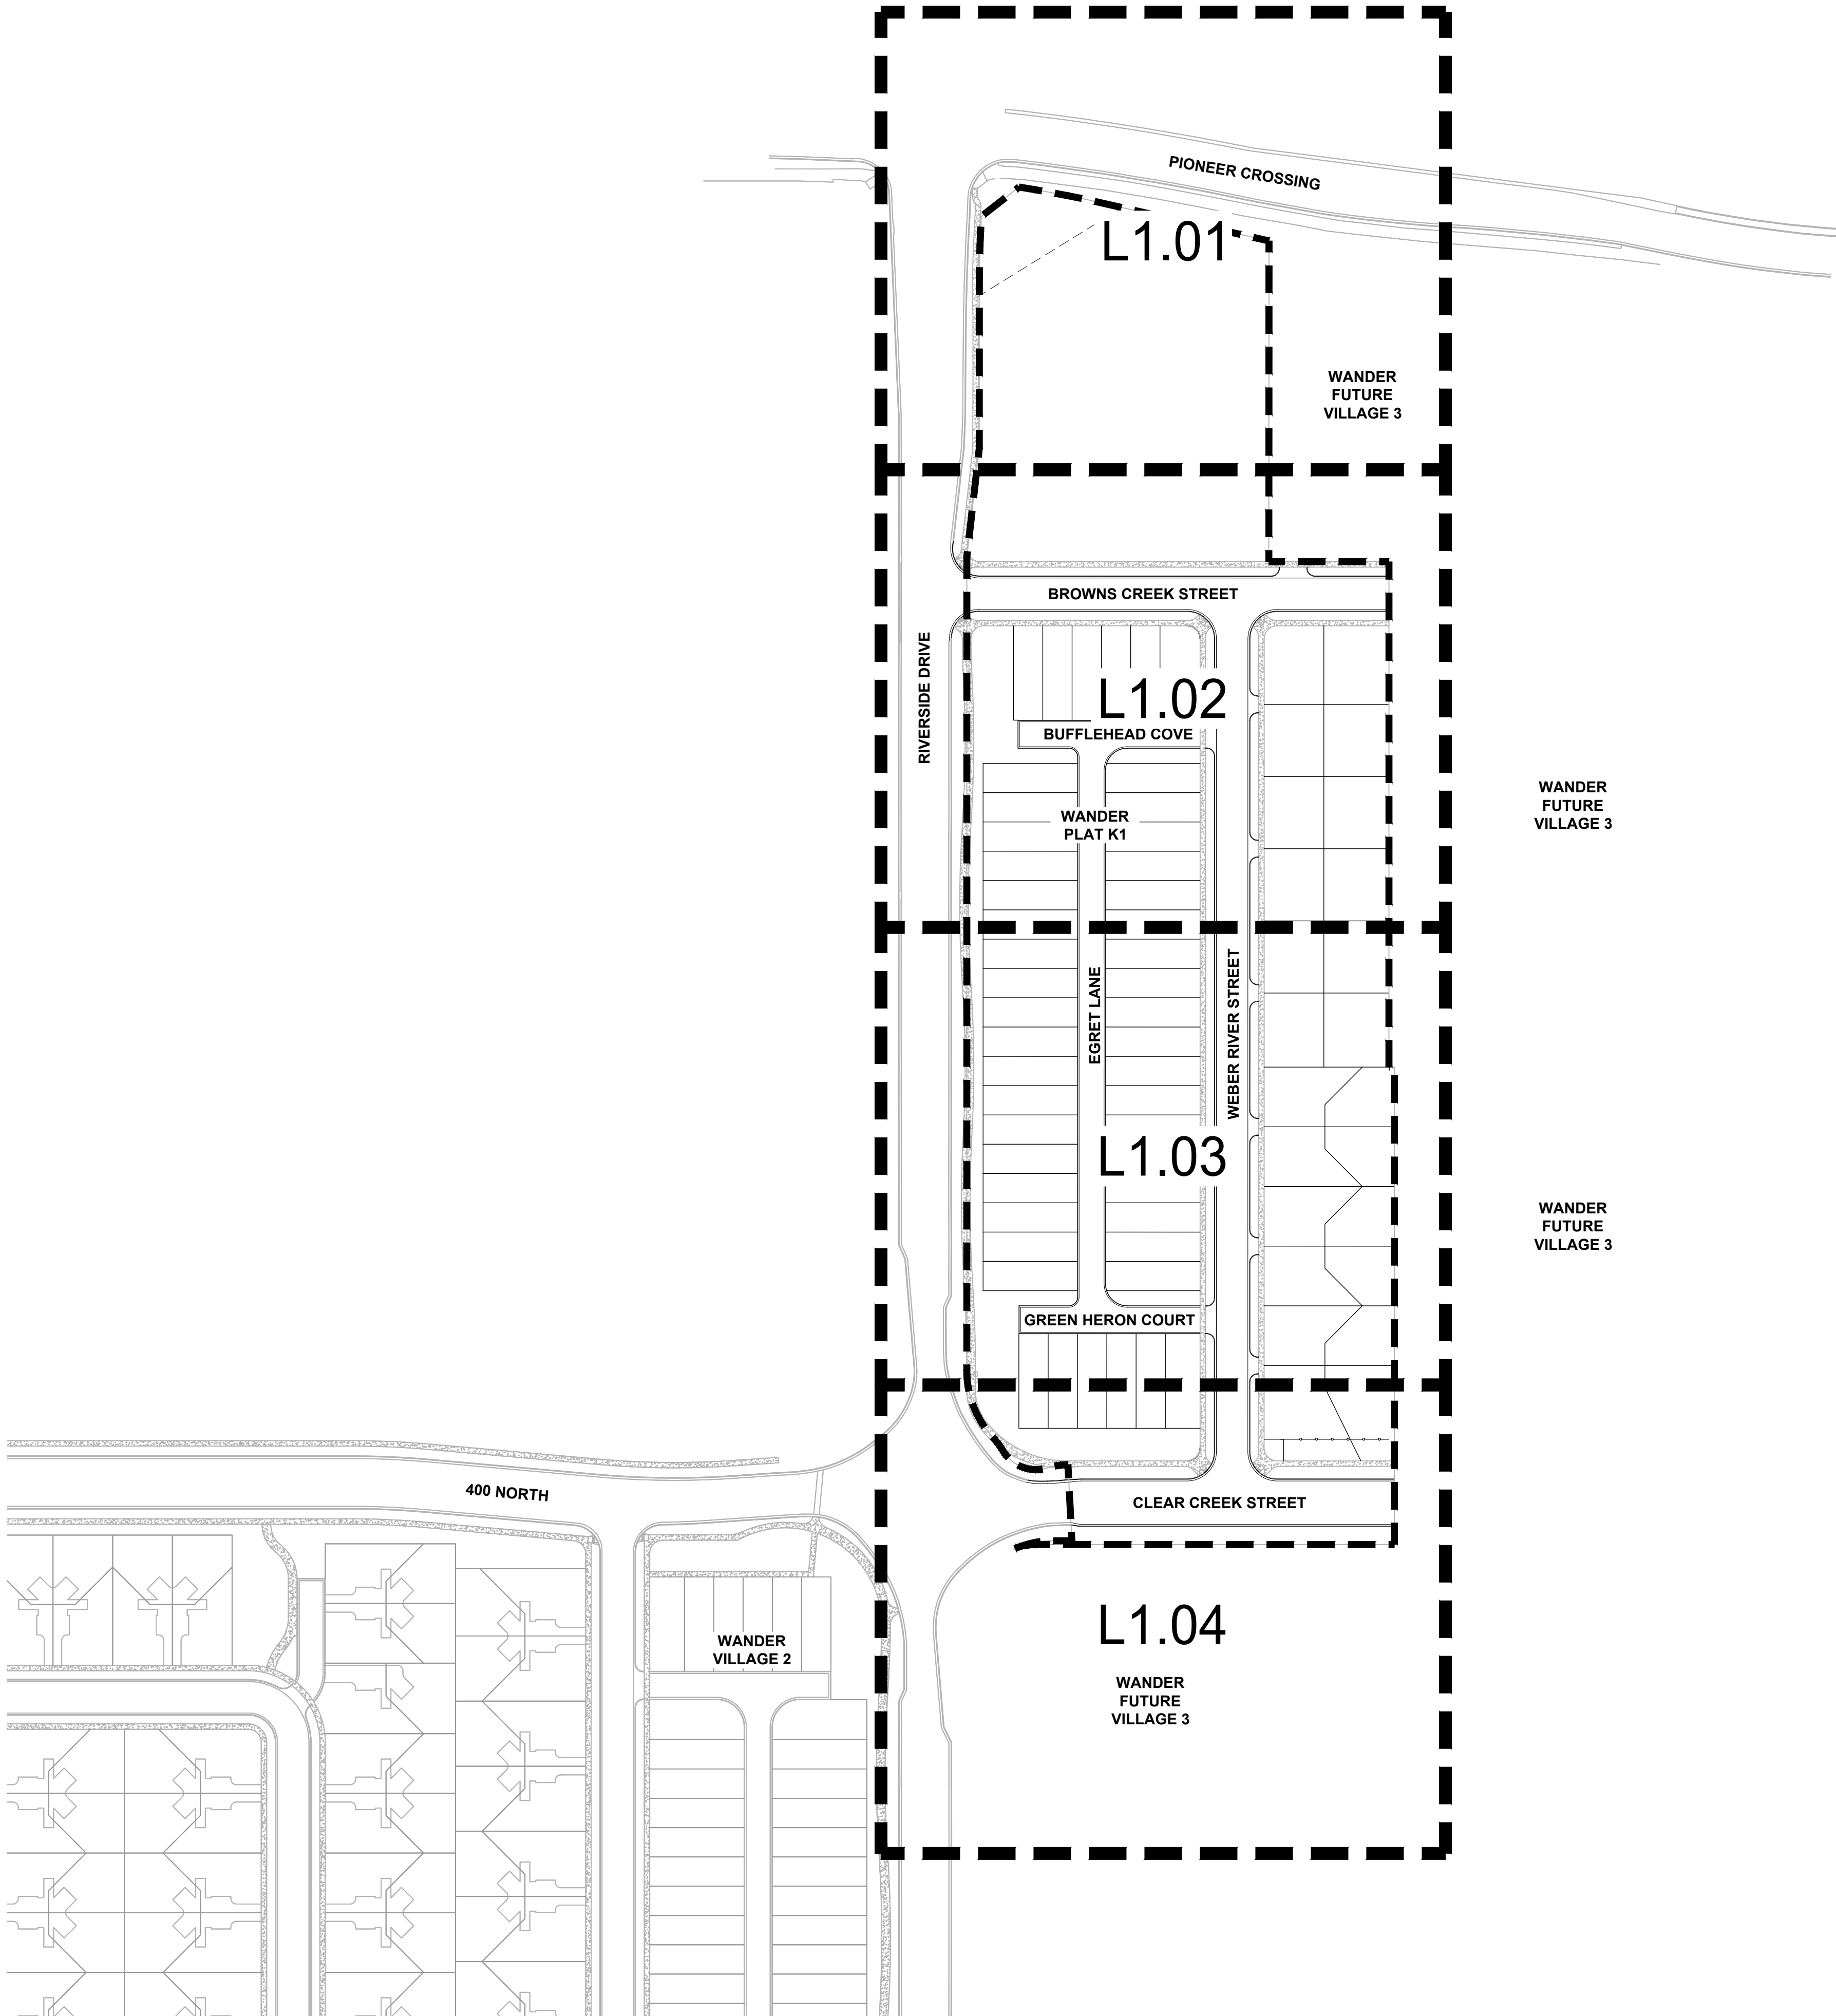 PIONEER CROSSING
L1.01
WANDER
FUTURE
VILLAGE 3
BROWNS CREEK STREET
RIVERSIDE DRIVE
L1.02
BUFFLEHEAD COVE
WANDER
PLAT K1
WANDER
FUTURE
VILLAGE 3
EGRET LANE
WEBER RIVER STREET
L1.03
WANDER
FUTURE
VILLAGE 3
GREEN HERON COURT
400 NORTH
CLEAR CREEK STREET
L1.04
WANDER
VILLAGE 2
WANDER
FUTURE
VILLAGE 3